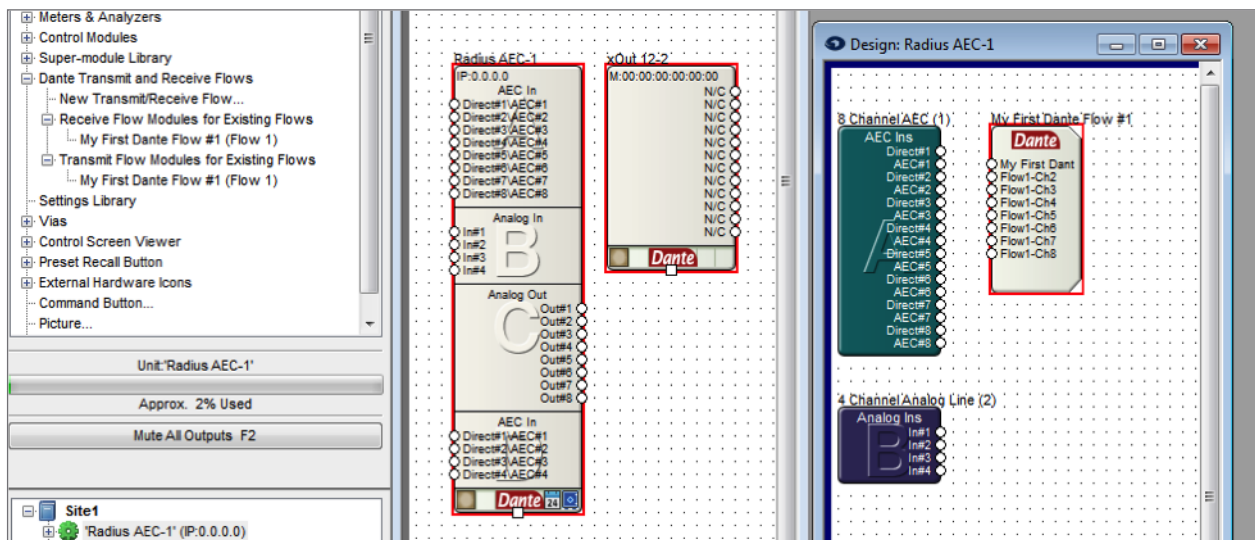 Meters & Analyzers
Control Modules
Super-module Library
Dante Transmit and Receive Flows
New Transmit/Receive Flow...
Receive Flow Modules for Existing Flows
My First Dante Flow #1 (Flow 1)
Transmit Flow Modules for Existing Flows
My First Dante Flow #1 (Flow 1)
Settings Library
Vias
Control Screen Viewer
Preset Recall Button
External Hardware Icons
Command Button...
Picture...
Unit:'Radius AEC-1'
Approx. 2% Used
Mute All Outputs F2
Site1
'Radius AEC-1' (IP:0.0.0.0)
Radius AEC-1
IP:0.0.0.0
AEC In
Direct#1\AEC#1
Direct#2\AEC#2
Direct#3\AEC#3
Direct#4\AEC#4
Direct#5\AEC#5
Direct#6\AEC#6
Direct#7\AEC#7
Direct#8\AEC#8
Analog In
B
In#1
In#2
In#3
In#4
Analog Out
C
Out#1
Out#2
Out#3
Out#4
Out#5
Out#6
Out#7
Out#8
AEC In
Direct#1\AEC#1
Direct#2\AEC#2
Direct#3\AEC#3
Direct#4\AEC#4
Dante
24
xOut 12-2
M:00:00:00:00:00:00
N/C
N/C
N/C
N/C
N/C
N/C
N/C
N/C
N/C
N/C
N/C
N/C
Dante
Design: Radius AEC-1
8 Channel AEC (1)
AEC Ins
A
Direct#1
AEC#1
Direct#2
AEC#2
Direct#3
AEC#3
Direct#4
AEC#4
Direct#5
AEC#5
Direct#6
AEC#6
Direct#7
AEC#7
Direct#8
AEC#8
My First Dante Flow #1
Dante
My First Dant
Flow1-Ch2
Flow1-Ch3
Flow1-Ch4
Flow1-Ch5
Flow1-Ch6
Flow1-Ch7
Flow1-Ch8
4 Channel Analog Line (2)
Analog Ins
B
In#1
In#2
In#3
In#4